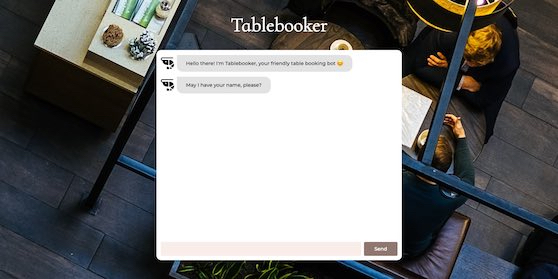 Tablebooker
Hello there! I'm Tablebooker, your friendly table booking bot 😊
May I have your name, please?
Send